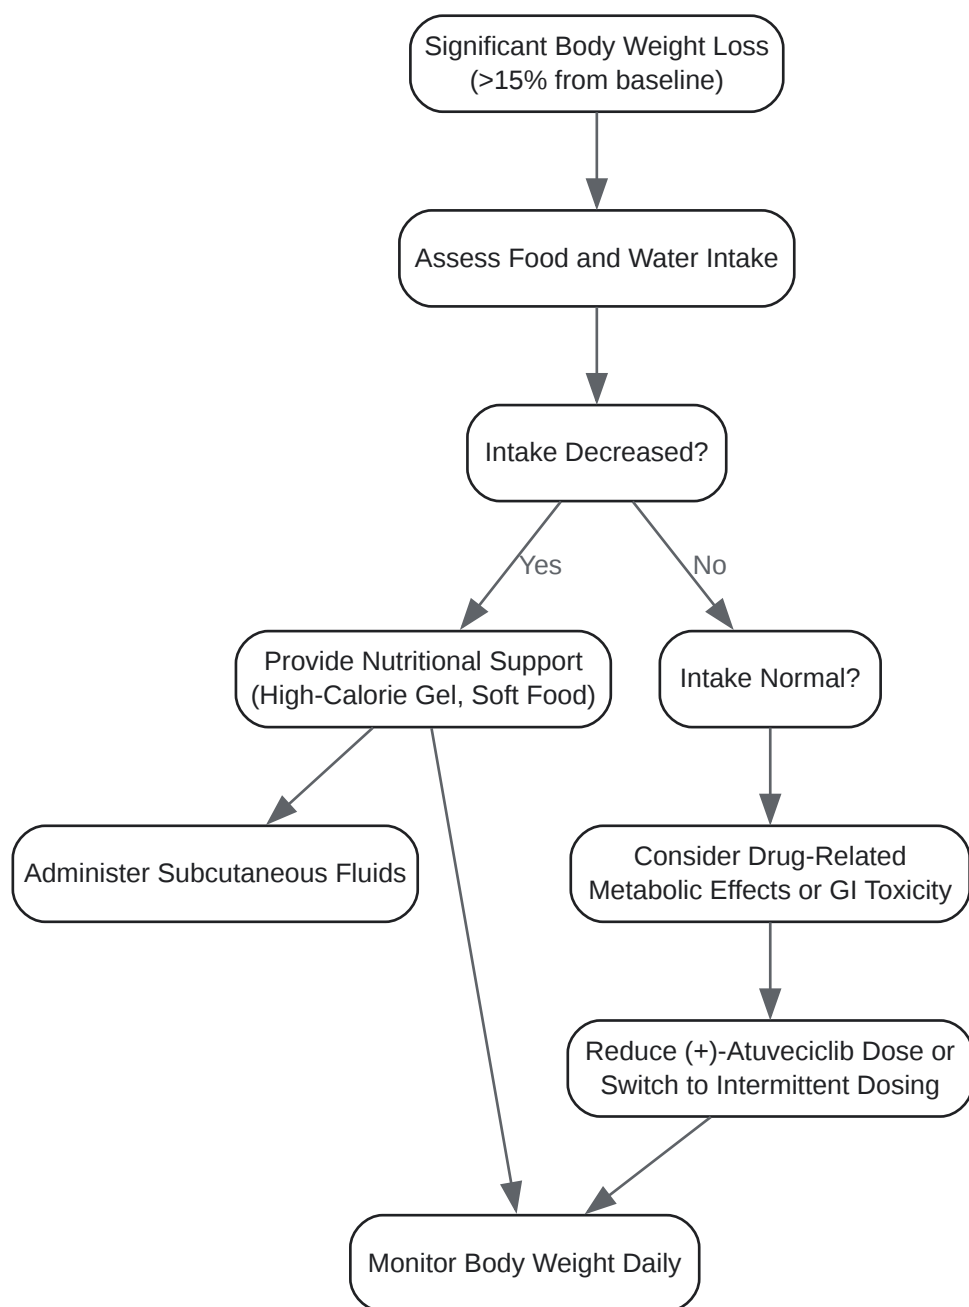 Significant Body Weight Loss
(>15% from baseline)
Assess Food and Water Intake
Intake Decreased?
Yes
No
Provide Nutritional Support
(High-Calorie Gel, Soft Food)
Intake Normal?
Administer Subcutaneous Fluids
Consider Drug-Related
Metabolic Effects or GI Toxicity
Reduce (+)-Atuveciclib Dose or
Switch to Intermittent Dosing
Monitor Body Weight Daily